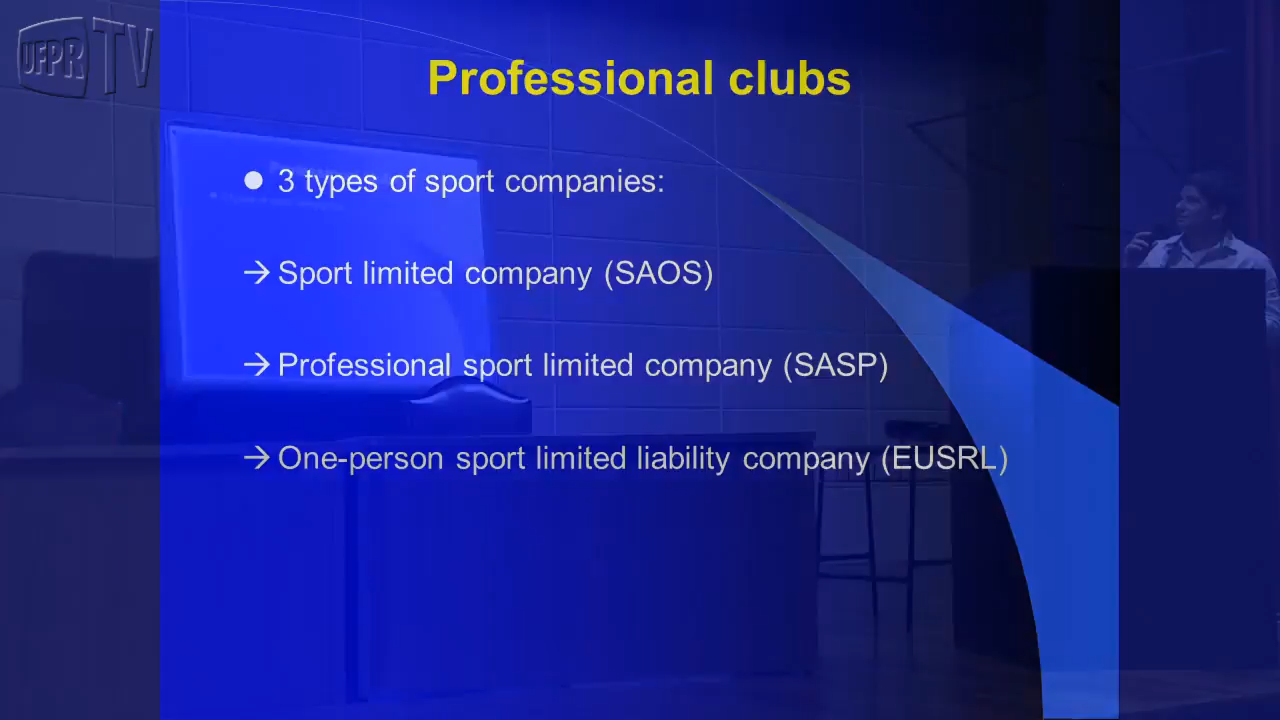 UFPR TV
Professional clubs
3 types of sport companies:
→ Sport limited company (SAOS)
→ Professional sport limited company (SASP)
→ One-person sport limited liability company (EUSRL)